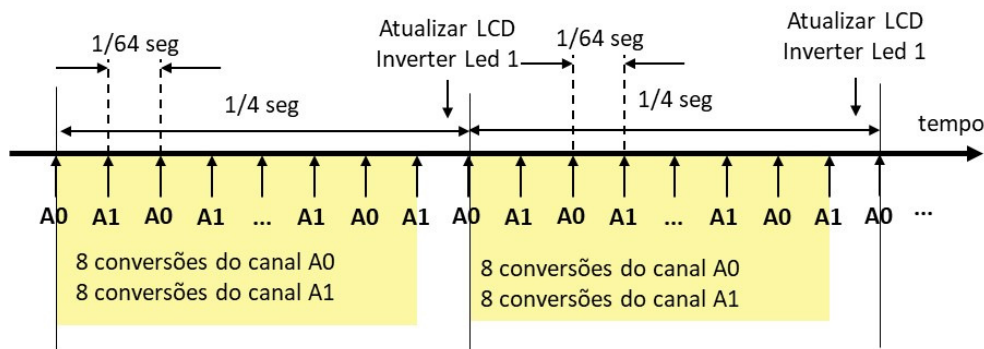 Atualizar LCD
Inverter Led 1
Atualizar LCD
Inverter Led 1
1/64 seg
1/64 seg
1/4 seg
1/4 seg
tempo
A0 A1 A0 A1 ... A1 A0 A1 A0 A1 A0 A1 ... A1 A0 A1 A0 ...
8 conversões do canal A0
8 conversões do canal A1
8 conversões do canal A0
8 conversões do canal A1